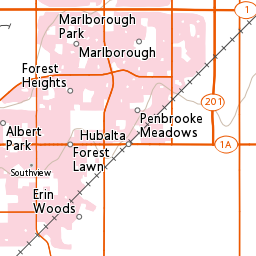 Marlborough
Park
1
Marlborough
Forest
Heights
201
Penbrooke
Meadows
Albert
Park
Hubalta
1A
Forest
Lawn
Southview
Erin
Woods